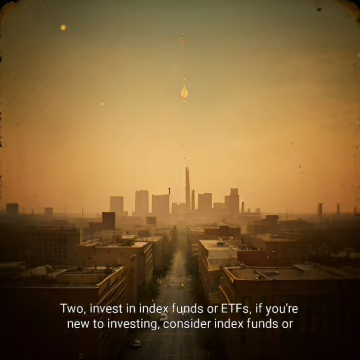 Two, invest in index funds or ETFs, if you're
new to investing, consider index funds or